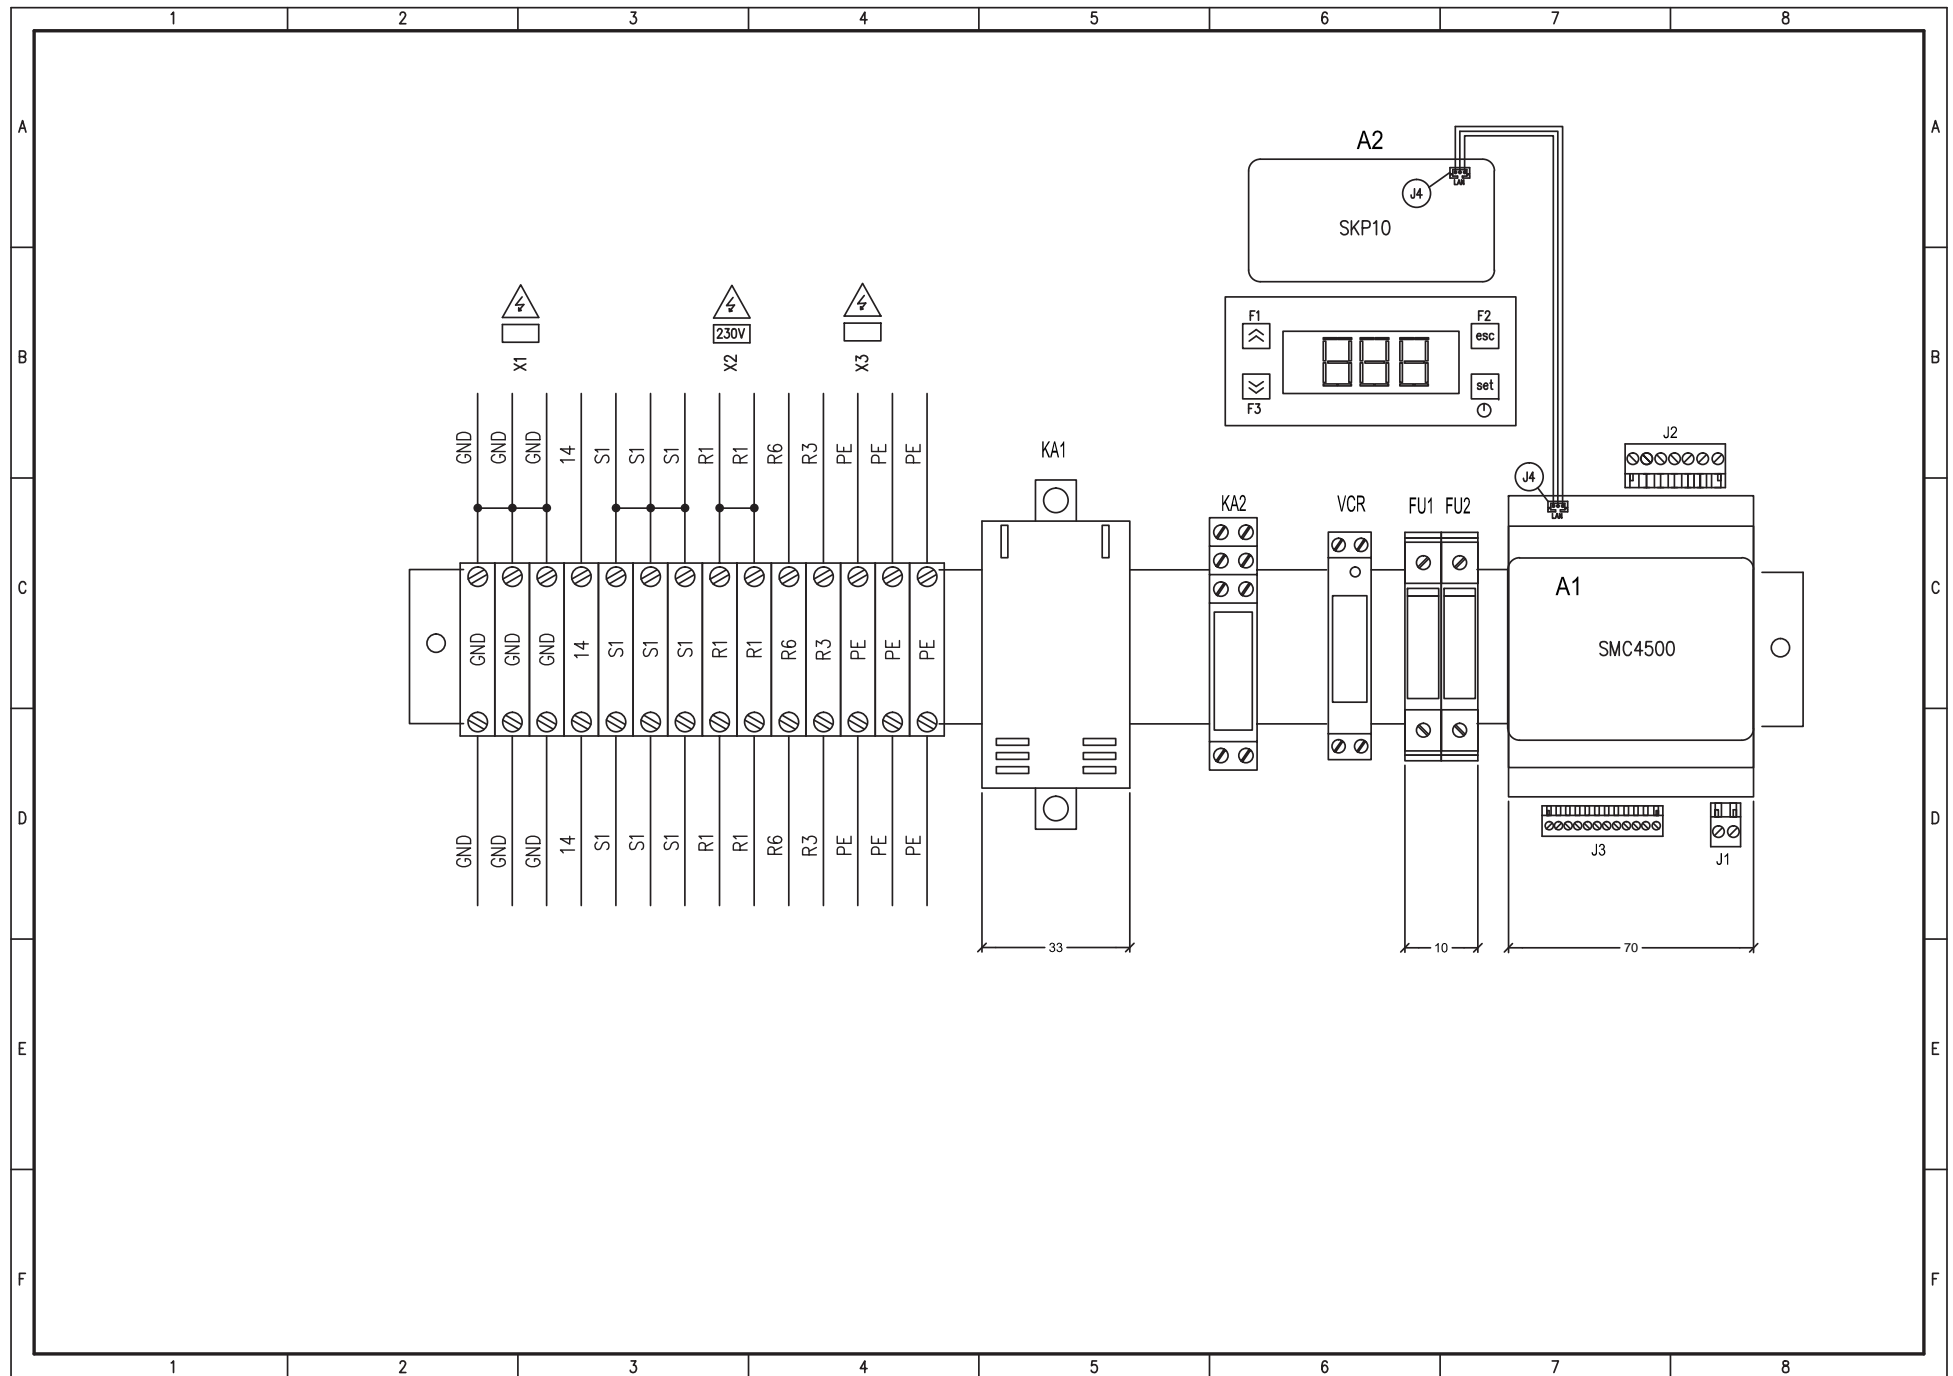 1 2 3 4 5 6 7 8
A A
A2
J4
LAN
SKP10
230V
B X1 X2 X3 B
F1 F2
esc
set
F3
GND GND GND 14 S1 S1 S1 R1 R1 R6 R3 PE PE PE
KA1
J2
J4
LAN
KA2 VCR FU1 FU2
C A1 C
GND GND GND 14 S1 S1 S1 R1 R1 R6 R3 PE PE PE
SMC4500
D D
GND GND GND 14 S1 S1 S1 R1 R1 R6 R3 PE PE PE
J3 J1
33 10 70
E E
F F
1 2 3 4 5 6 7 8